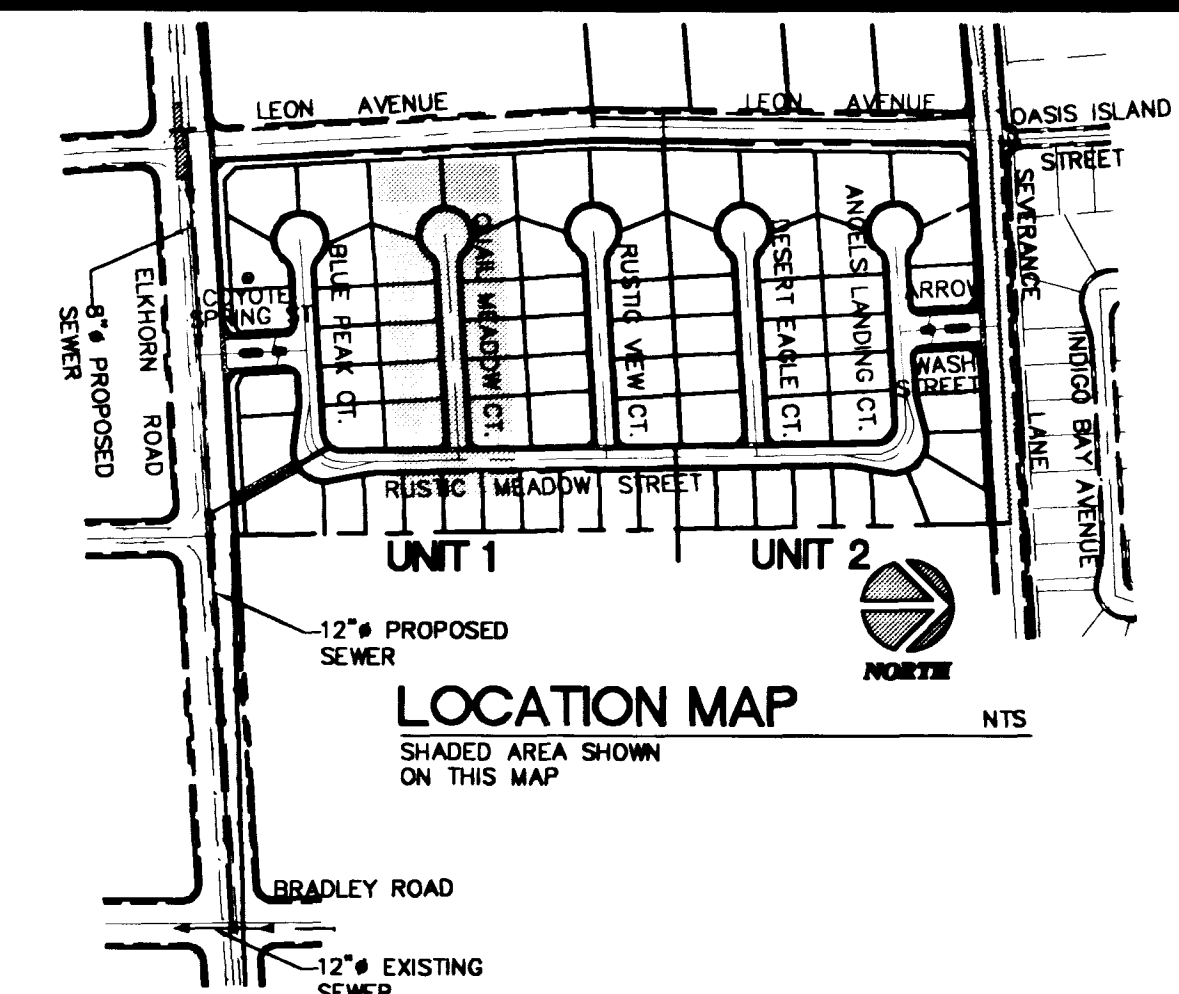 LEON AVENUE
LEON AVENUE
OASIS ISLAND
STREET
SEVERANCE
LANE
ELKHORN ROAD
8"ø PROPOSED
SEWER
COYOTE
SPRING ST
BLUE PEAK CT.
QUAIL MEADOW CT.
RUSTIC VIEW CT.
DESERT EAGLE CT.
ANGELS LANDING CT.
ARROW
WASH
STREET
INDIGO BAY AVENUE
RUSTIC MEADOW STREET
UNIT 1
UNIT 2
12"ø PROPOSED
SEWER
NORTH
LOCATION MAP
NTS
SHADED AREA SHOWN
ON THIS MAP
BRADLEY ROAD
12"ø EXISTING
SEWER